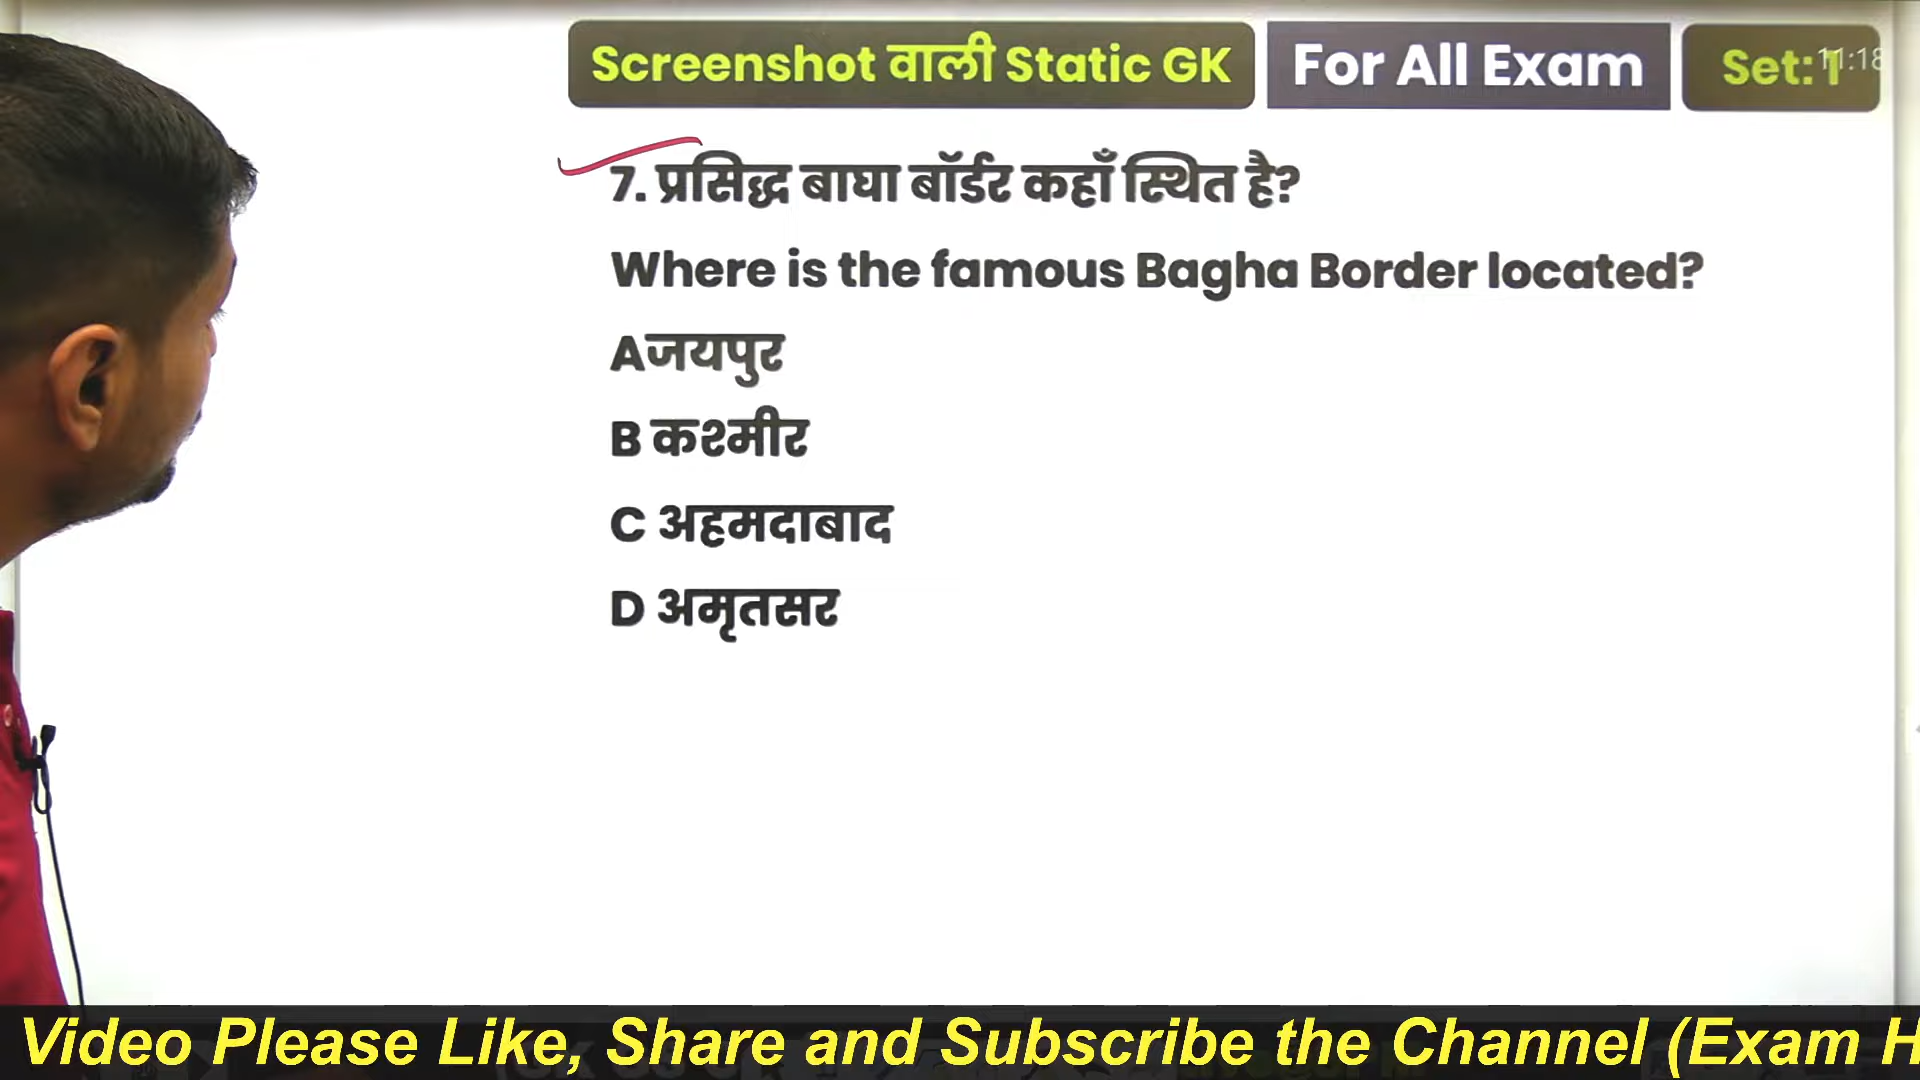 Screenshot वाली Static GK
For All Exam
Set:1
11:18
7. प्रसिद्ध बाघा बॉर्डर कहाँ स्थित है?
Where is the famous Bagha Border located?
Aजयपुर
B कश्मीर
C अहमदाबाद
D अमृतसर
Video Please Like, Share and Subscribe the Channel (Exam H